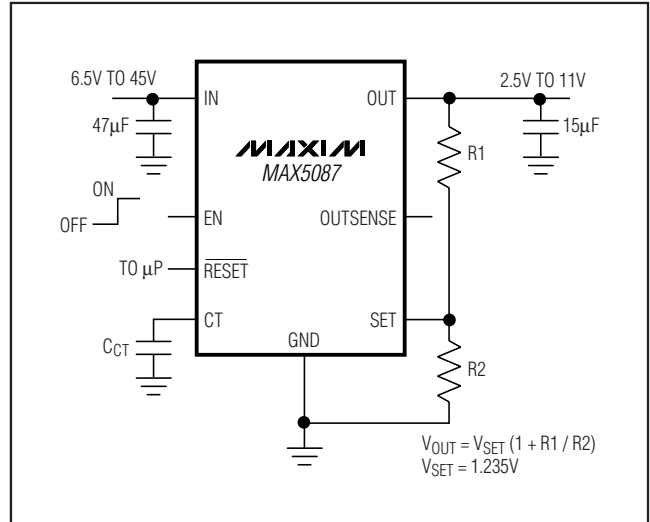 6.5V TO 45V
IN
OUT
2.5V TO 11V
47µF
15µF
R1
MAXIM
MAX5087
ON
OFF
EN
OUTSENSE
TO µP
RESET
CT
SET
GND
CCT
R2
VOUT = VSET (1 + R1 / R2)
VSET = 1.235V